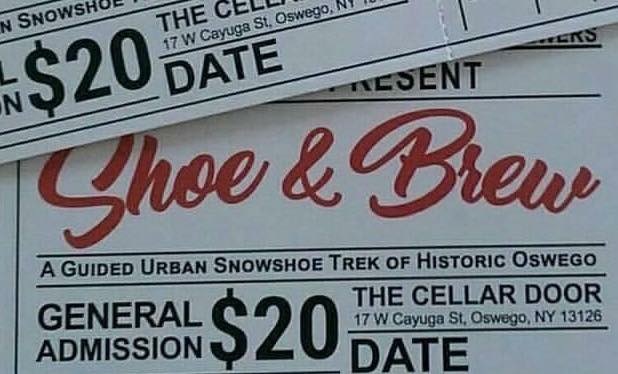 N SNOWSHOE
THE CELL
17 W Cayuga St, Oswego, NY
$20
DATE
RESENT
Shoe & Brew
A GUIDED URBAN SNOWSHOE TREK OF HISTORIC OSWEGO
GENERAL
ADMISSION
$20
THE CELLAR DOOR
17 W Cayuga St, Oswego, NY 13126
DATE